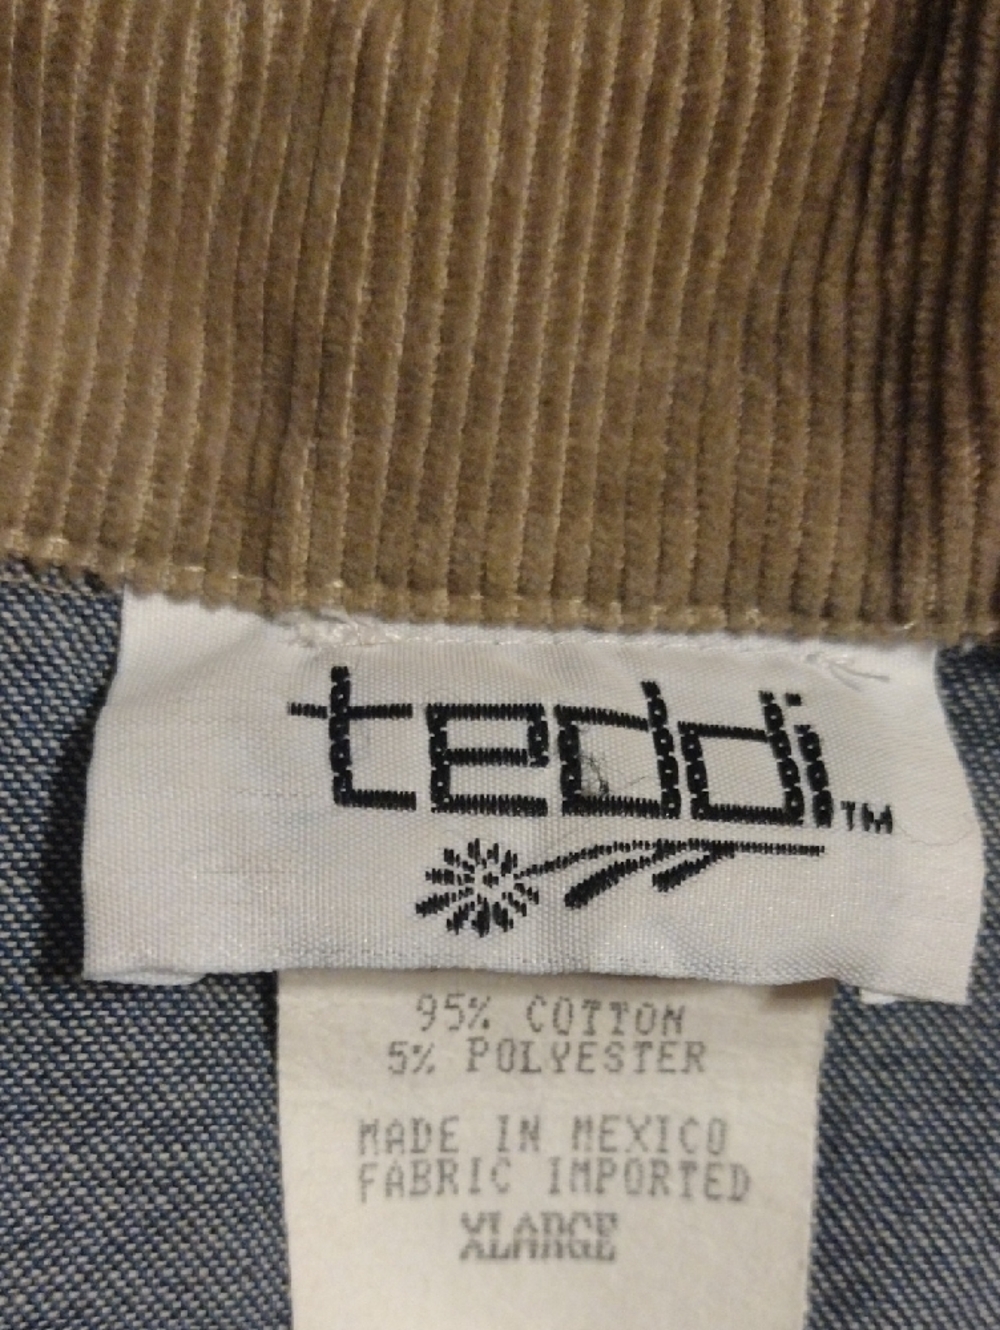 teddi™
95% COTTON
5% POLYESTER
MADE IN MEXICO
FABRIC IMPORTED
XLARGE